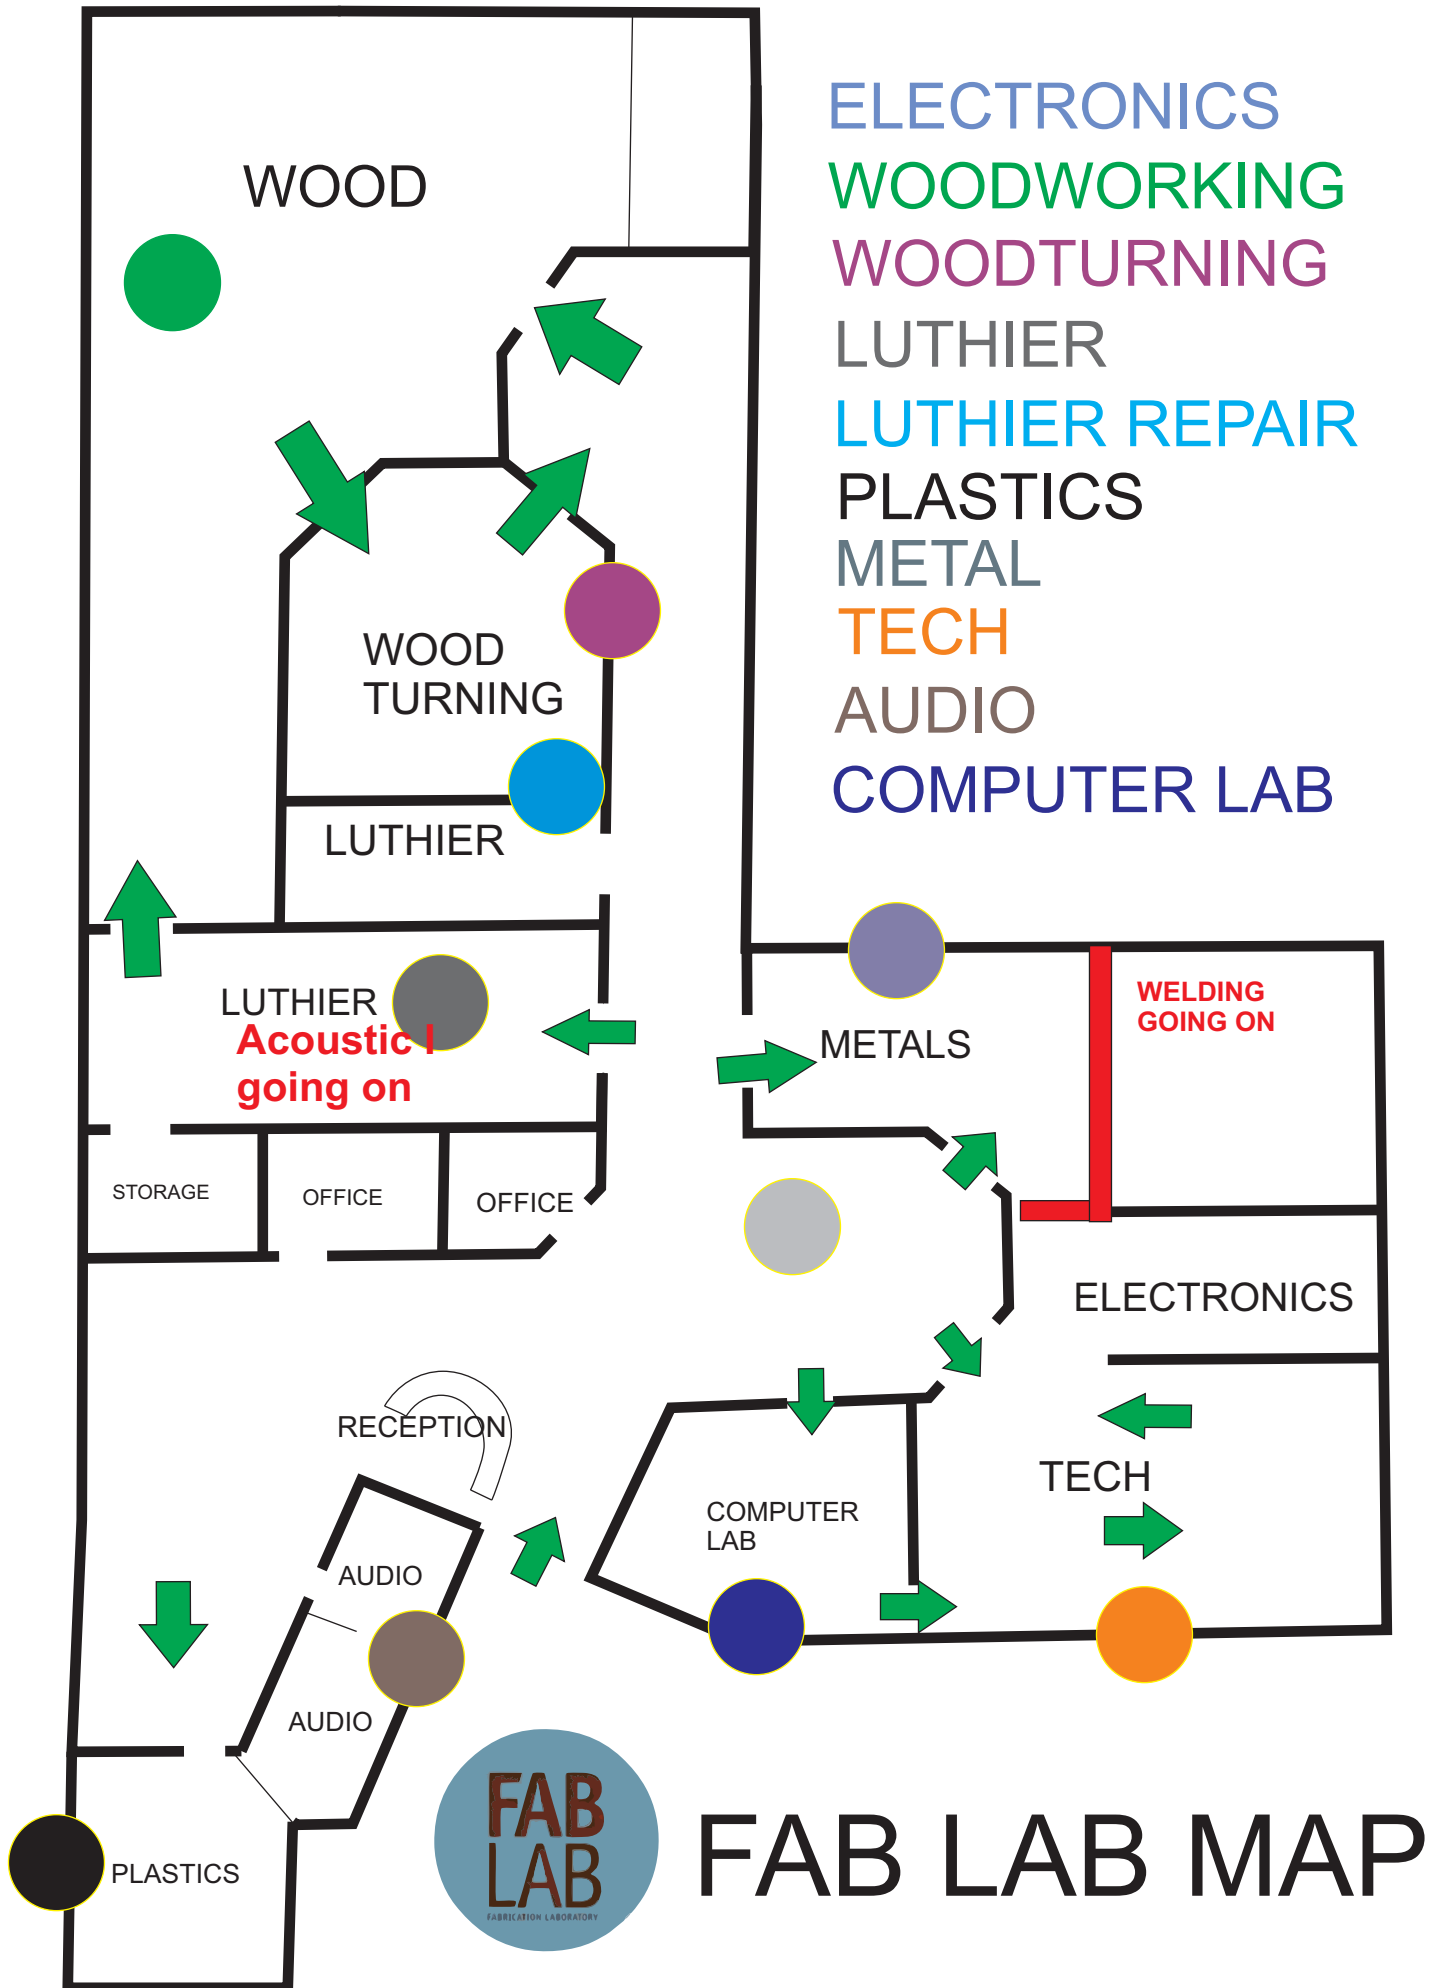 WOOD
ELECTRONICS
WOODWORKING
WOODTURNING
LUTHIER
LUTHIER REPAIR
PLASTICS
METAL
TECH
AUDIO
COMPUTER LAB
WOOD
TURNING
LUTHIER
LUTHIER
Acoustic I
going on
METALS
WELDING
GOING ON
STORAGE
OFFICE
OFFICE
ELECTRONICS
RECEPTION
TECH
COMPUTER
LAB
AUDIO
AUDIO
PLASTICS
FAB
LAB
FABRICATION LABORATORY
FAB LAB MAP